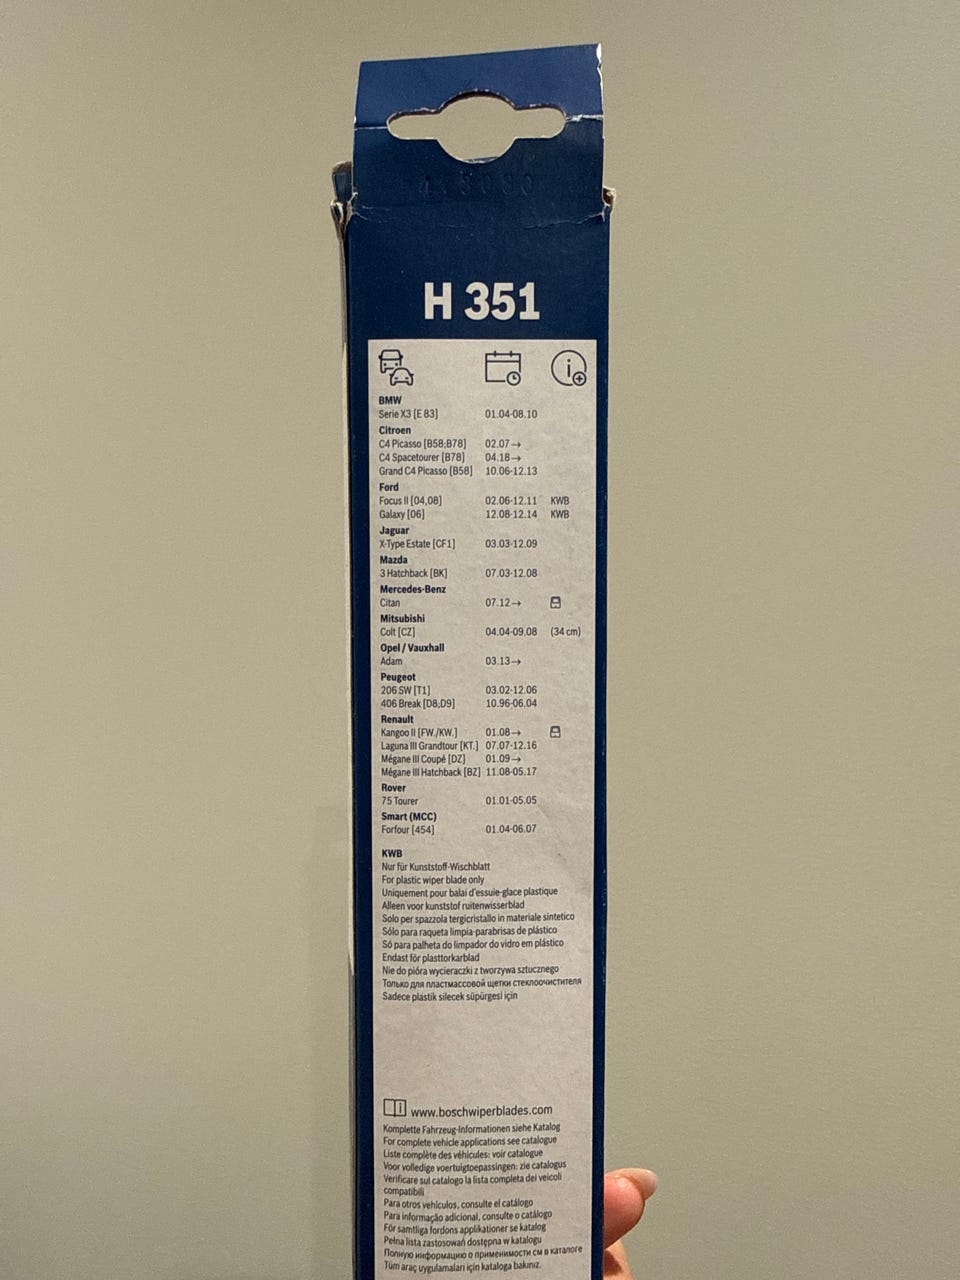 H 351
BMW
Serie X3 [E 83] 01.04-08.10
Citroen
C4 Picasso [B58;B78] 02.07→
C4 Spacetourer [B78] 04.18→
Grand C4 Picasso [B58] 10.06-12.13
Ford
Focus II [04,08] 02.06-12.11 KWB
Galaxy [06] 12.08-12.14 KWB
Jaguar
X-Type Estate [CF1] 03.03-12.09
Mazda
3 Hatchback [BK] 07.03-12.08
Mercedes-Benz
Citan 07.12→
Mitsubishi
Colt [CZ] 04.04-09.08 (34 cm)
Opel / Vauxhall
Adam 03.13→
Peugeot
206 SW [T1] 03.02-12.06
406 Break [D8;D9] 10.96-06.04
Renault
Kangoo II [FW./KW.] 01.08→
Laguna III Grandtour [KT.] 07.07-12.16
Mégane III Coupé [DZ] 01.09→
Mégane III Hatchback [BZ] 11.08-05.17
Rover
75 Tourer 01.01-05.05
Smart (MCC)
Forfour [454] 01.04-06.07
KWB
Nur für Kunststoff-Wischblatt
For plastic wiper blade only
Uniquement pour balai d'essuie-glace plastique
Alleen voor kunststof ruitenwisserblad
Solo per spazzola tergicristallo in materiale sintetico
Sólo para raqueta limpia-parabrisas de plástico
Só para palheta do limpador do vidro em plástico
Endast för plasttorkarblad
Nie do pióra wycieraczki z tworzywa sztucznego
Только для пластмассовой щетки стеклоочистителя
Sadece plastik silecek süpürgesi için
www.boschwiperblades.com
Komplette Fahrzeug-Informationen siehe Katalog
For complete vehicle applications see catalogue
Liste complète des véhicules: voir catalogue
Voor volledige voertuigtoepassingen: zie catalogus
Verificare sul catalogo la lista completa dei veicoli
compatibili
Para otros vehículos, consulte el catálogo
Para informação adicional, consulte o catálogo
För samtliga fordons applikationer se katalog
Pełna lista zastosowań dostępna w katalogu
Полную информацию о применимости см в каталоге
Tüm araç uygulamaları için kataloga bakınız.